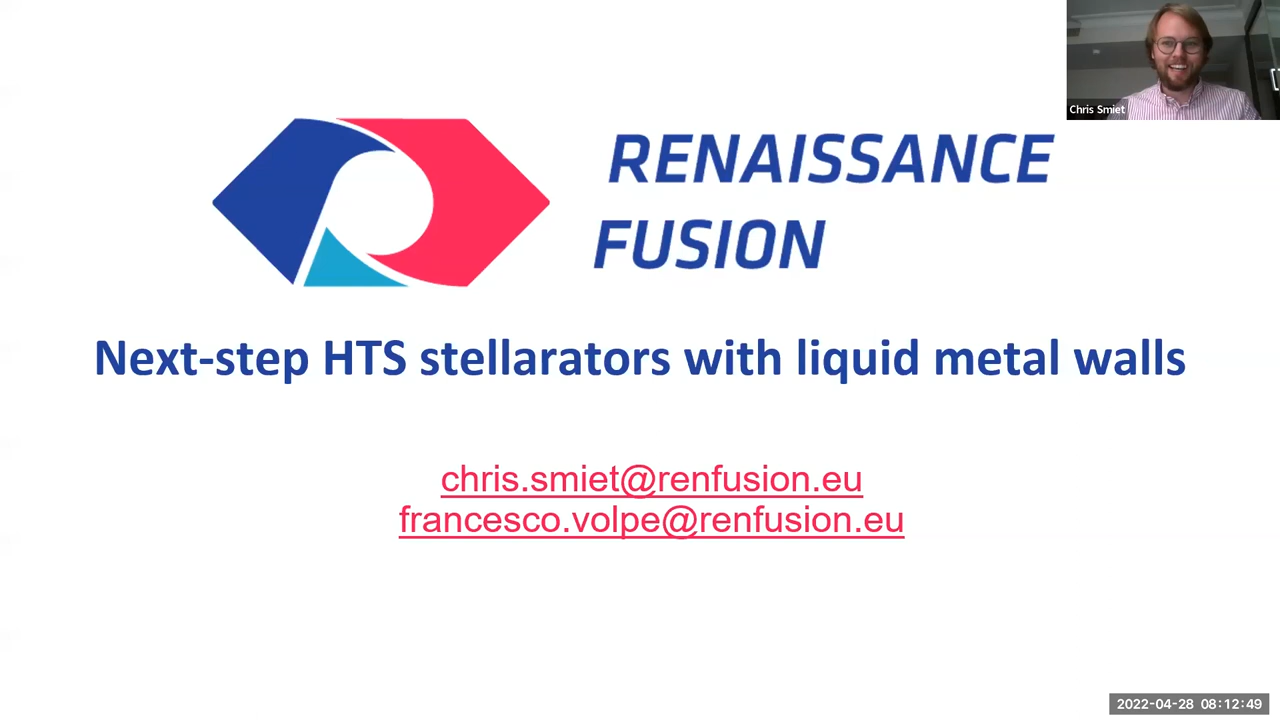 Chris Smiet
RENAISSANCE
FUSION
Next-step HTS stellarators with liquid metal walls
chris.smiet@renfusion.eu
francesco.volpe@renfusion.eu
2022-04-28 08:12:49